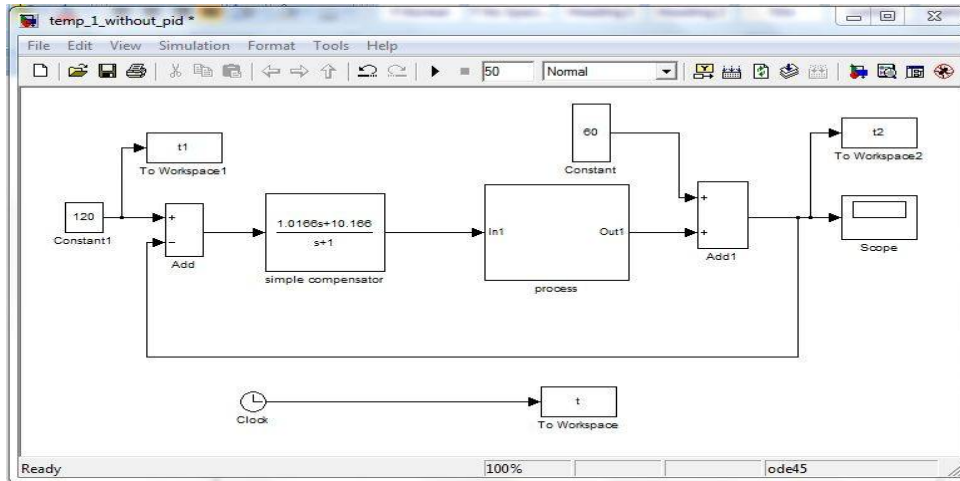 temp_1_without_pid *
File Edit View Simulation Format Tools Help
50 Normal
t1
To Workspace1
60
Constant
t2
To Workspace2
120
Constant1
+
−
Add
1.0166s+10.166
s+1
simple compensator
In1 Out1
process
+
+
Add1
Scope
Clock
t
To Workspace
Ready 100% ode45